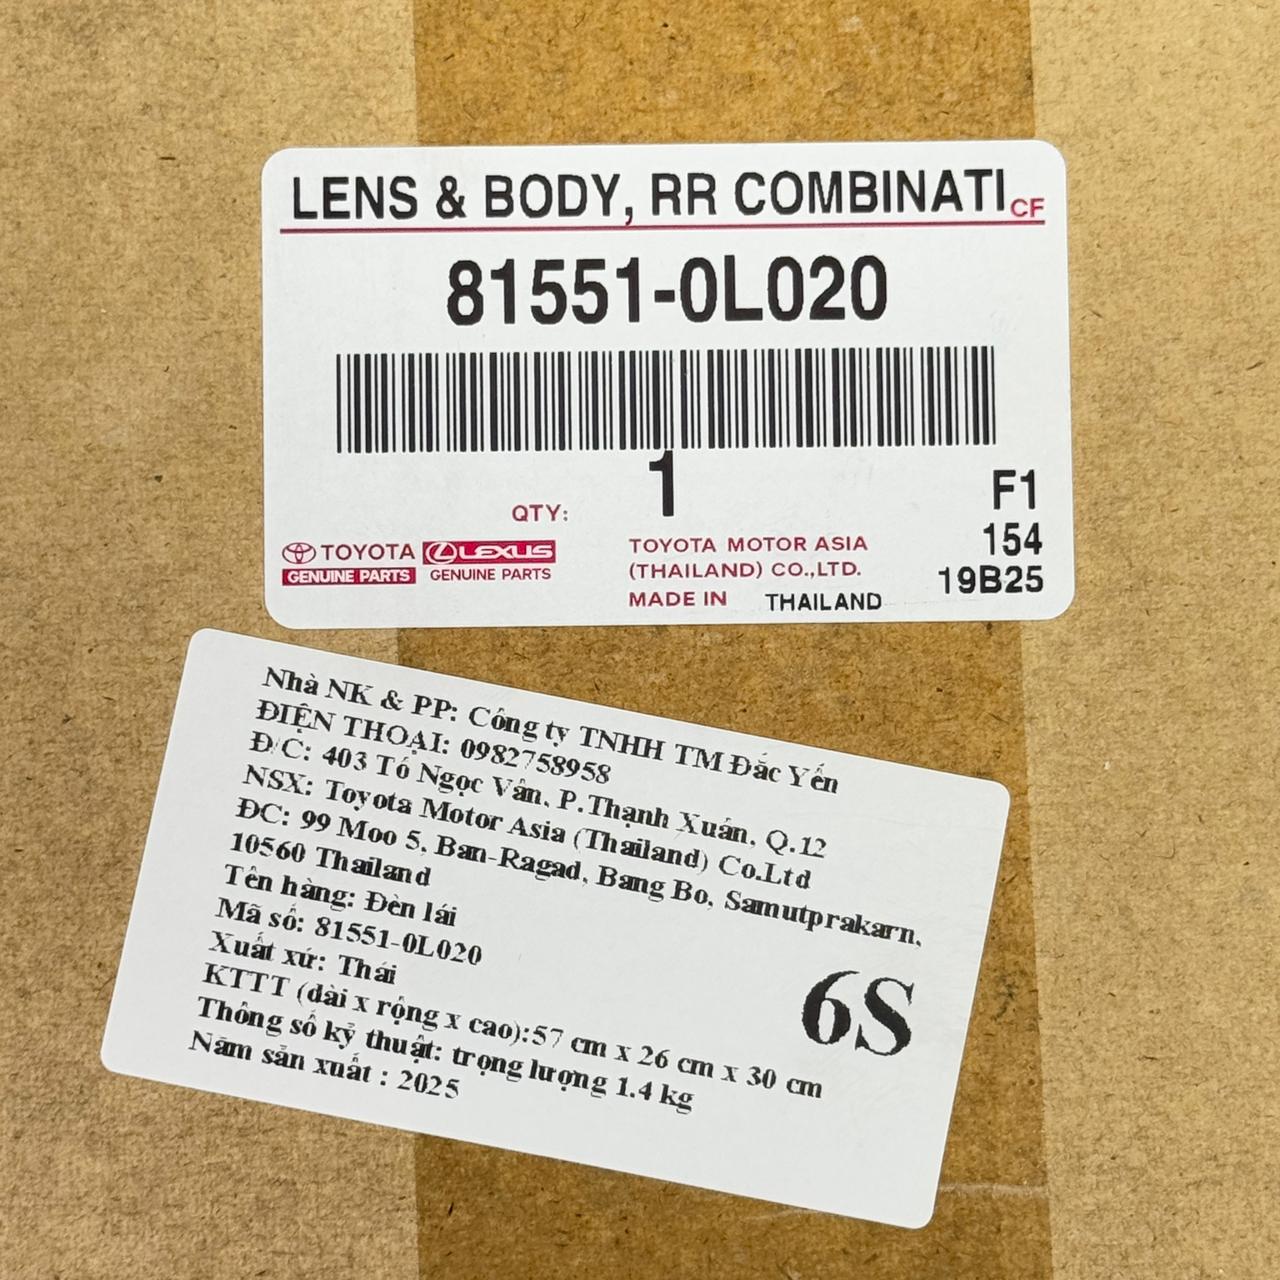 LENS & BODY, RR COMBINATI CF
81551-0L020
1
QTY:
F1
154
19B25
TOYOTA
GENUINE PARTS
LEXUS
GENUINE PARTS
TOYOTA MOTOR ASIA
(THAILAND) CO.,LTD.
MADE IN THAILAND
Nhà NK & PP: Công ty TNHH TM Đắc Yến
ĐIỆN THOẠI: 0982758958
Đ/C: 403 Tô Ngọc Vân, P.Thạnh Xuân, Q.12
NSX: Toyota Motor Asia (Thailand) Co.Ltd
ĐC: 99 Moo 5, Ban-Ragad, Bang Bo, Samutprakarn,
10560 Thailand
Tên hàng: Đèn lái
Mã số: 81551-0L020
Xuất xứ: Thái
KTTT (dài x rộng x cao):57 cm x 26 cm x 30 cm
Thông số kỷ thuật: trọng lượng 1.4 kg
Năm sản xuất : 2025
6S